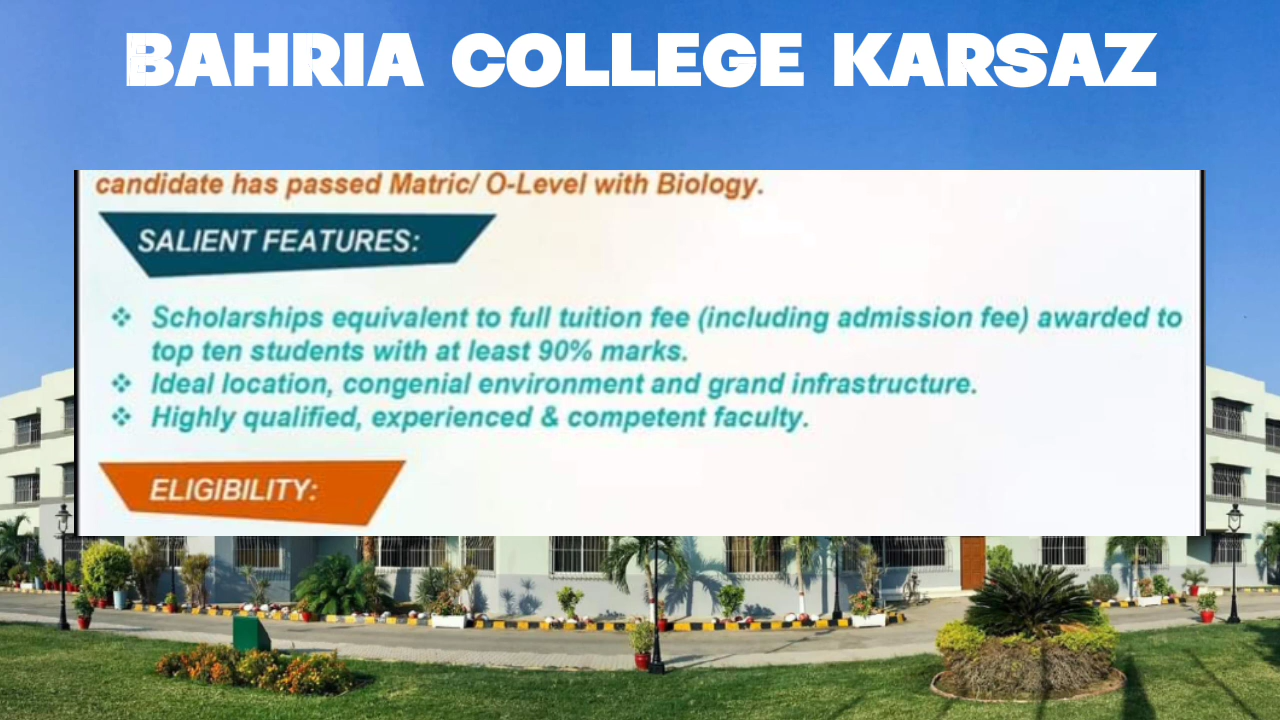 BAHRIA COLLEGE KARSAZ
candidate has passed Matric/ O-Level with Biology.
SALIENT FEATURES:
❖ Scholarships equivalent to full tuition fee (including admission fee) awarded to
top ten students with at least 90% marks.
❖ Ideal location, congenial environment and grand infrastructure.
❖ Highly qualified, experienced & competent faculty.
ELIGIBILITY: